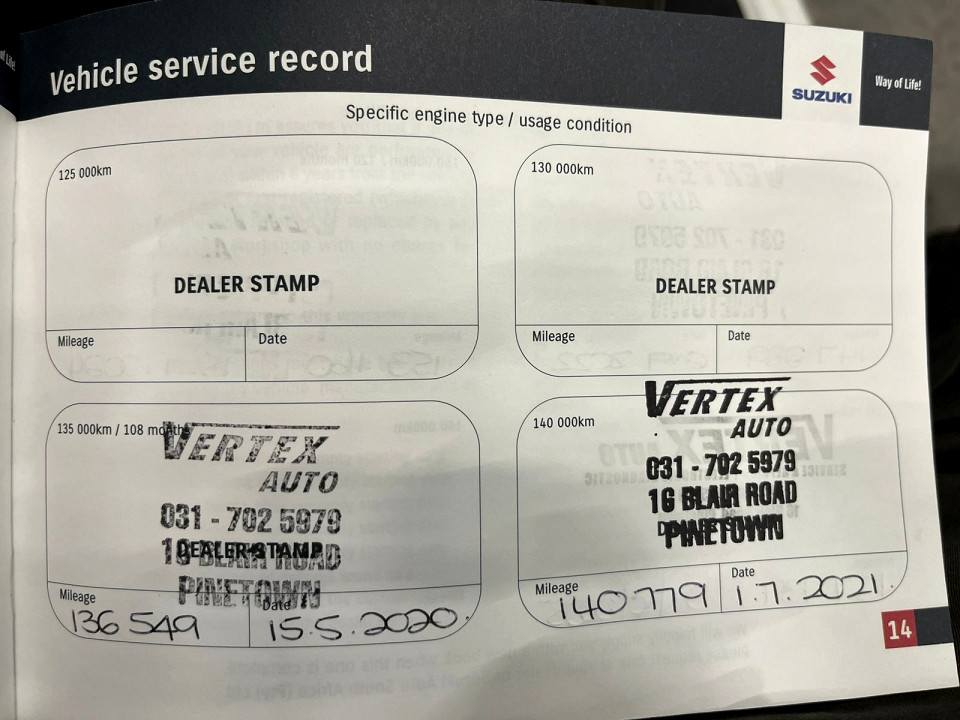 Vehicle service record
SUZUKI
Way of Life!
Specific engine type / usage condition
125 000km
DEALER STAMP
Mileage
Date
130 000km
DEALER STAMP
Mileage
Date
135 000km / 108 months
VERTEX
AUTO
031 - 702 5979
DEALER STAMP
16 BLAIR ROAD
PINETOWN
Mileage
136 549
Date
15.5.2020.
140 000km
VERTEX
AUTO
031 - 702 5979
16 BLAIR ROAD
PINETOWN
Mileage
140 779
Date
1.7.2021.
14